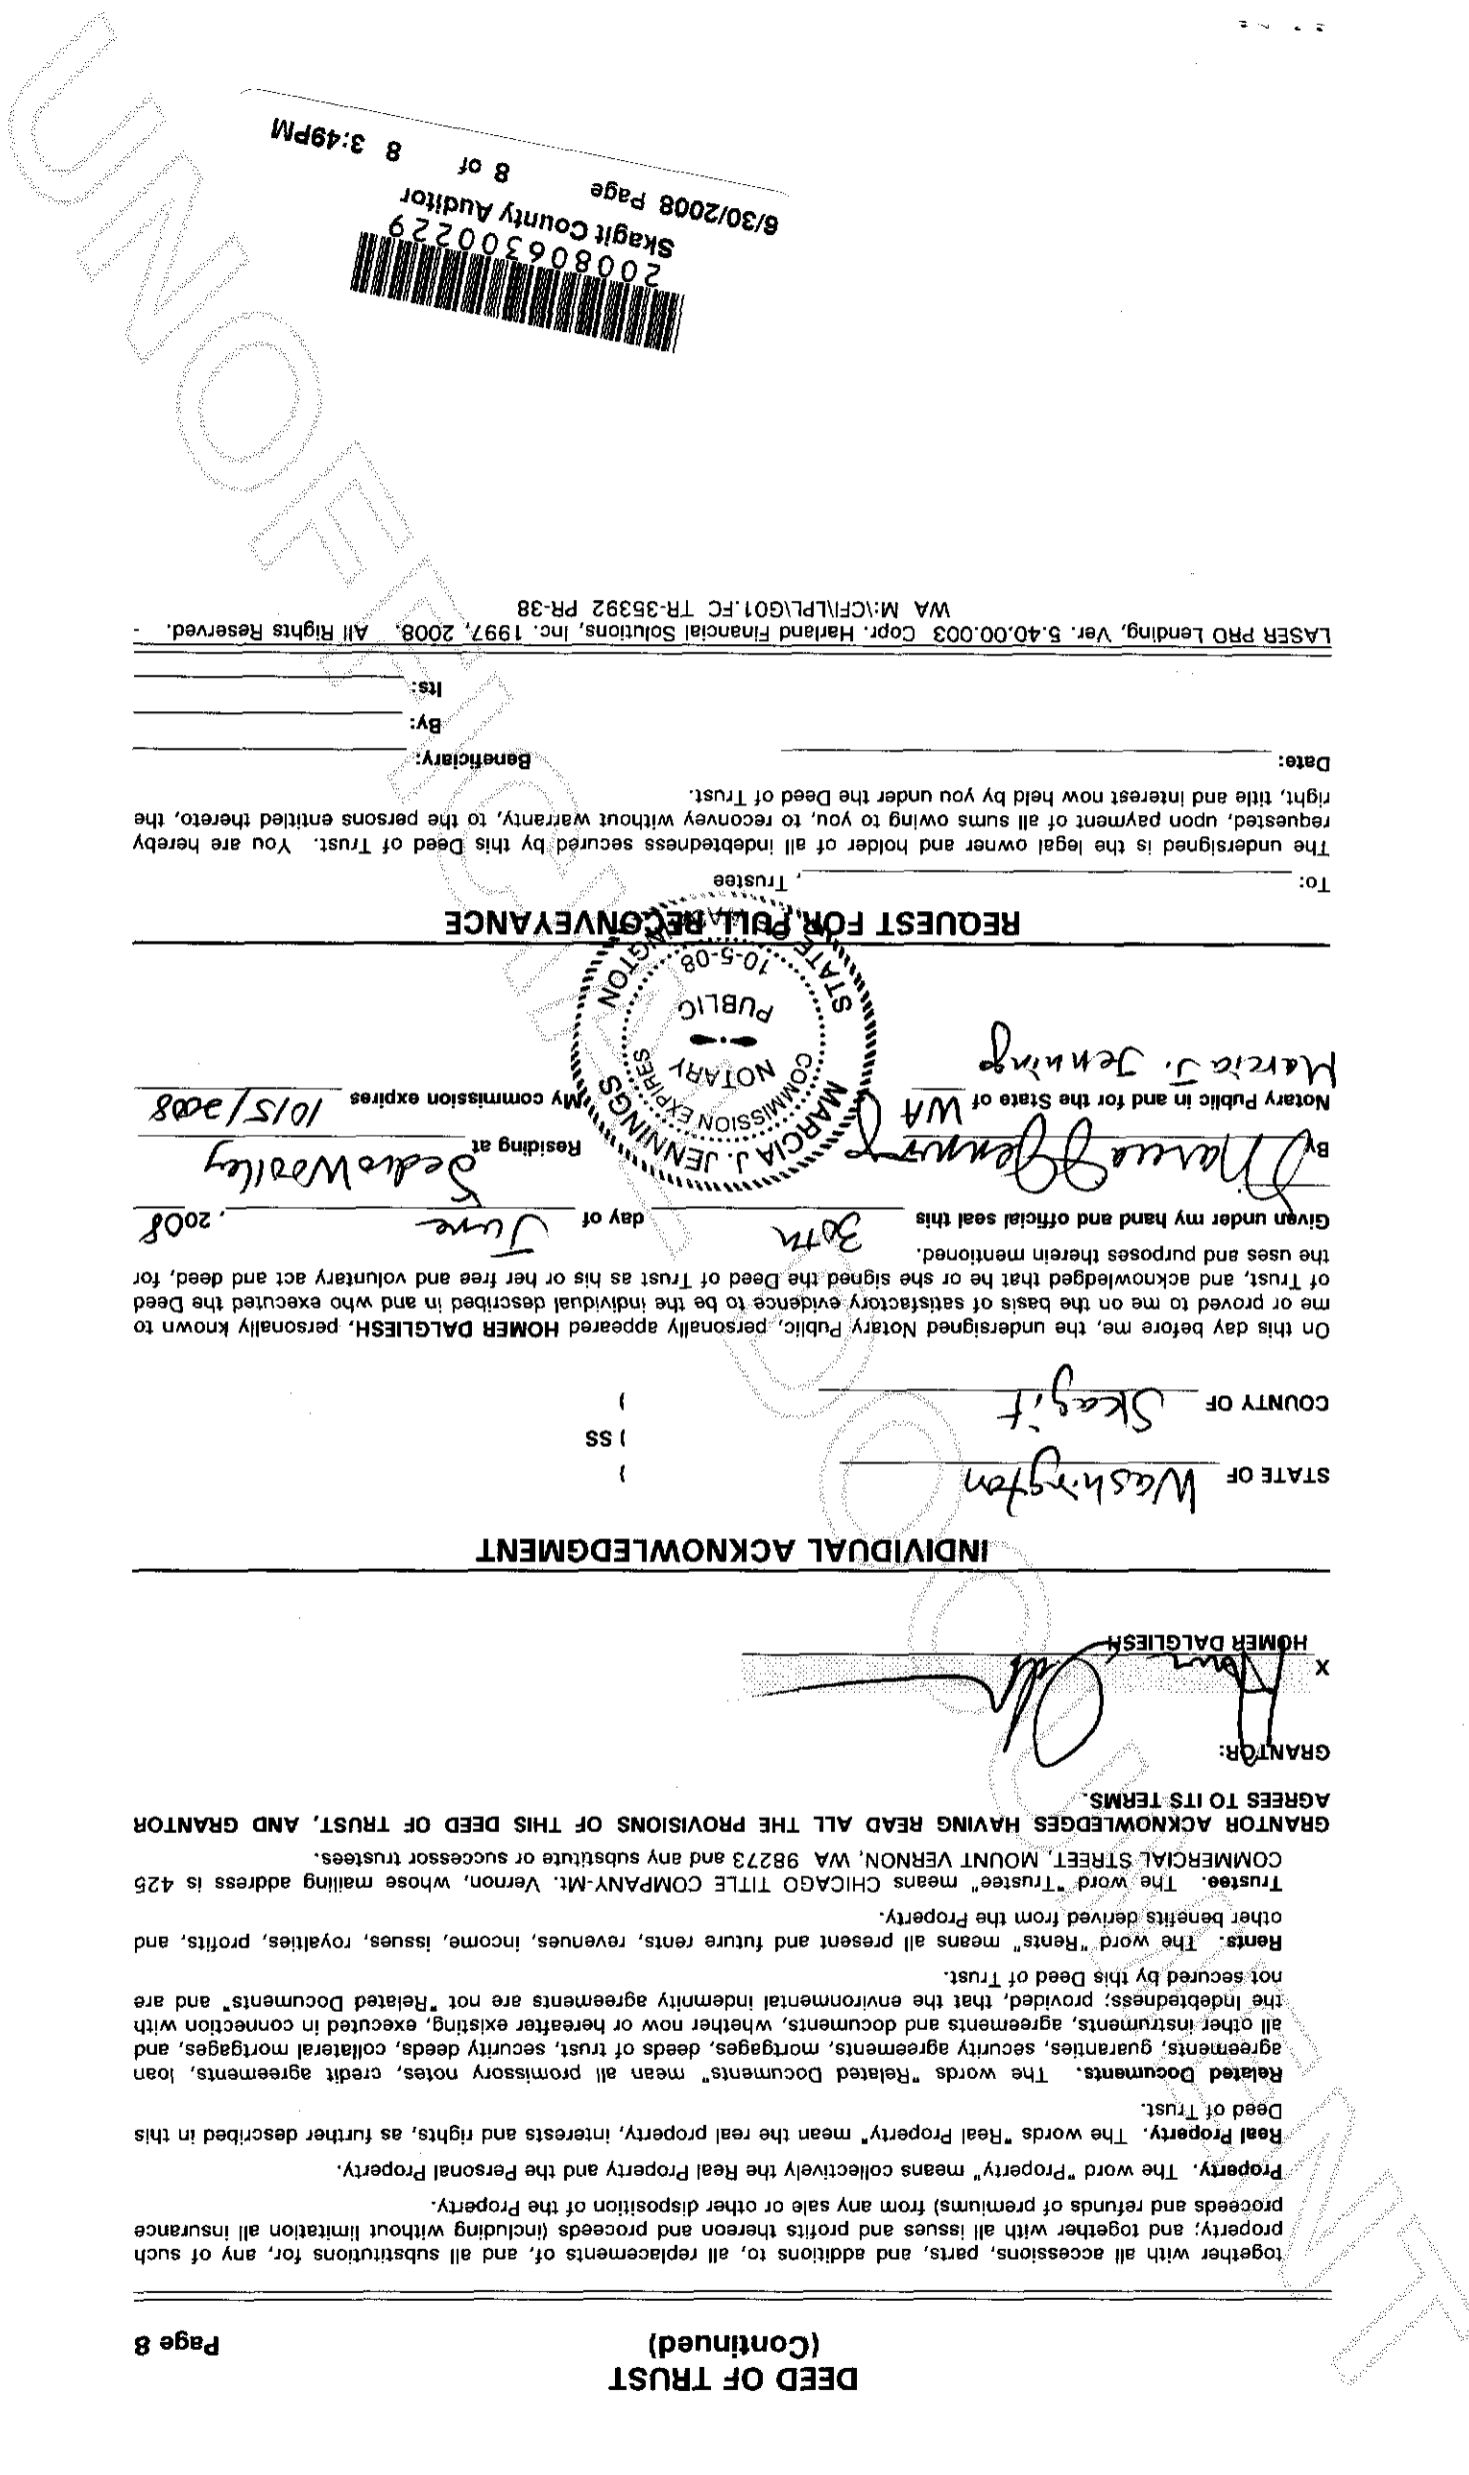 DEED OF TRUST
(Continued)
Page 8
together with all accessions, parts, and additions to, all replacements of, and all substitutions for, any of such
property; and together with all issues and profits thereon and proceeds (including without limitation all insurance
proceeds and refunds of premiums) from any sale or other disposition of the Property.
Property. The word "Property" means collectively the Real Property and the Personal Property.
Real Property. The words "Real Property" mean the real property, interests and rights, as further described in this
Deed of Trust.
Related Documents. The words "Related Documents" mean all promissory notes, credit agreements, loan
agreements, guaranties, security agreements, mortgages, deeds of trust, security deeds, collateral mortgages, and
all other instruments, agreements and documents, whether now or hereafter existing, executed in connection with
the Indebtedness; provided, that the environmental indemnity agreements are not "Related Documents" and are
not secured by this Deed of Trust.
Rents. The word "Rents" means all present and future rents, revenues, income, issues, royalties, profits, and
other benefits derived from the Property.
Trustee. The word "Trustee" means CHICAGO TITLE COMPANY-Mt. Vernon, whose mailing address is 425
COMMERCIAL STREET, MOUNT VERNON, WA 98273 and any substitute or successor trustees.
GRANTOR ACKNOWLEDGES HAVING READ ALL THE PROVISIONS OF THIS DEED OF TRUST, AND GRANTOR
AGREES TO ITS TERMS.
GRANTOR:
X
HOMER DALGLIESH
INDIVIDUAL ACKNOWLEDGMENT
STATE OF Washington )
) SS
COUNTY OF Skagit )
On this day before me, the undersigned Notary Public, personally appeared HOMER DALGLIESH, personally known to
me or proved to me on the basis of satisfactory evidence to be the individual described in and who executed the Deed
of Trust, and acknowledged that he or she signed the Deed of Trust as his or her free and voluntary act and deed, for
the uses and purposes therein mentioned.
Given under my hand and official seal this 30th day of June, 2008
By Marcia J Jennings Residing at Sedro Woolley
Notary Public in and for the State of WA My commission expires 10/5/2008
Marcia J. Jennings
MARCIA J. JENNINGS
COMMISSION EXPIRES
NOTARY
PUBLIC
10-5-08
STATE OF WASHINGTON
REQUEST FOR FULL RECONVEYANCE
To: , Trustee
The undersigned is the legal owner and holder of all indebtedness secured by this Deed of Trust. You are hereby
requested, upon payment of all sums owing to you, to reconvey without warranty, to the persons entitled thereto, the
right, title and interest now held by you under the Deed of Trust.
Date: Beneficiary:
By:
Its:
LASER PRO Lending, Ver. 5.40.00.003 Copr. Harland Financial Solutions, Inc. 1997, 2008. All Rights Reserved. -
WA M:\CFI\LPL\G01.FC TR-35392 PR-38
200806300229
Skagit County Auditor
6/30/2008 Page 8 of 8 3:49PM
UNOFFICIAL DOCUMENT